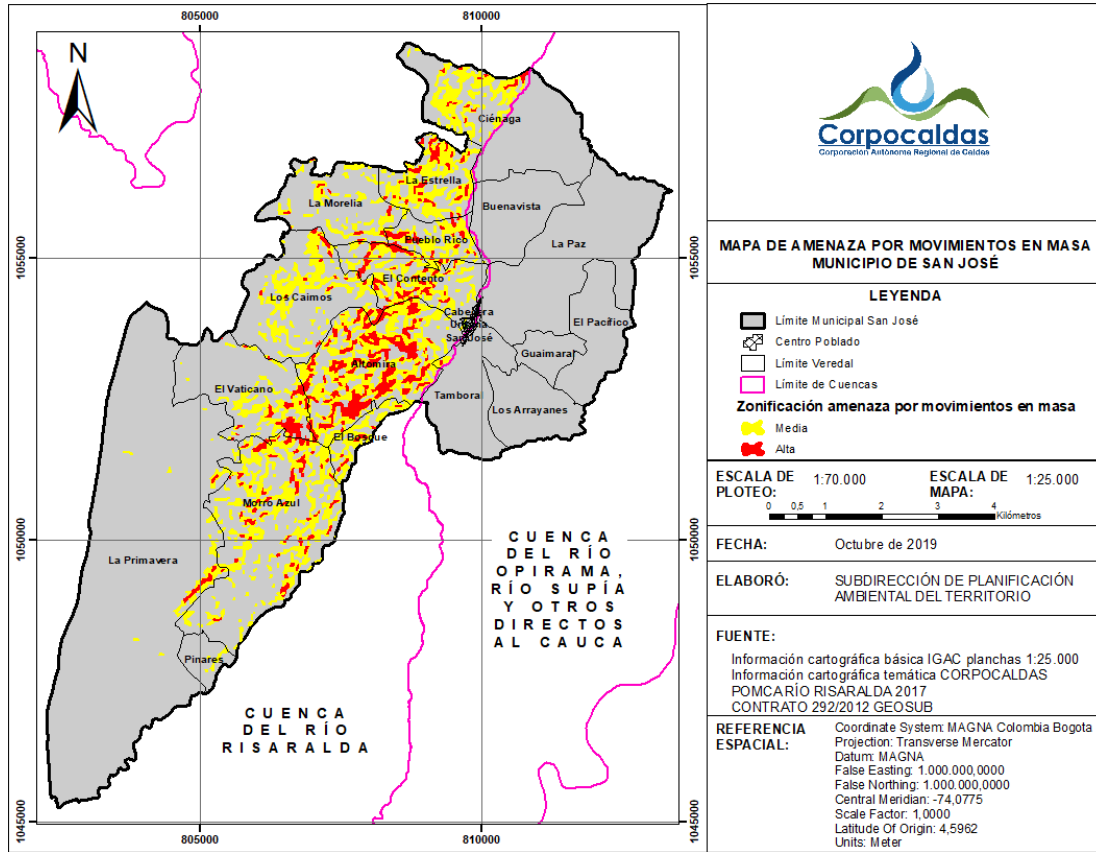 805000
810000
N
Ciénaga
La Estrella
La Morelia
Buenavista
Pueblo Rico
La Paz
1055000
1055000
El Contento
Los Caimos
Cabecera
Urbana
San José
El Pacífico
Guaimaral
Altomira
El Vaticano
Tamboral
Los Arrayanes
El Bosque
Morro Azul
La Primavera
1050000
1050000
Pinares
CUENCA
DEL RÍO
OPIRAMA,
RÍO SUPÍA
Y OTROS
DIRECTOS
AL CAUCA
CUENCA
DEL RÍO
RISARALDA
1045000
1045000
805000
810000
Corpocaldas
Corporación Autónoma Regional de Caldas
MAPA DE AMENAZA POR MOVIMIENTOS EN MASA
MUNICIPIO DE SAN JOSÉ
LEYENDA
Límite Municipal San José
Centro Poblado
Límite Veredal
Límite de Cuencas
Zonificación amenaza por movimientos en masa
Media
Alta
ESCALA DE PLOTEO: 1:70.000 ESCALA DE MAPA: 1:25.000
0 0,5 1 2 3 4
Kilómetros
FECHA: Octubre de 2019
ELABORÓ: SUBDIRECCIÓN DE PLANIFICACIÓN
AMBIENTAL DEL TERRITORIO
FUENTE:
Información cartográfica básica IGAC planchas 1:25.000
Información cartográfica temática CORPOCALDAS
POMCA RÍO RISARALDA 2017
CONTRATO 292/2012 GEOSUB
REFERENCIA ESPACIAL:
Coordinate System: MAGNA Colombia Bogota
Projection: Transverse Mercator
Datum: MAGNA
False Easting: 1.000.000,0000
False Northing: 1.000.000,0000
Central Meridian: -74,0775
Scale Factor: 1,0000
Latitude Of Origin: 4,5962
Units: Meter